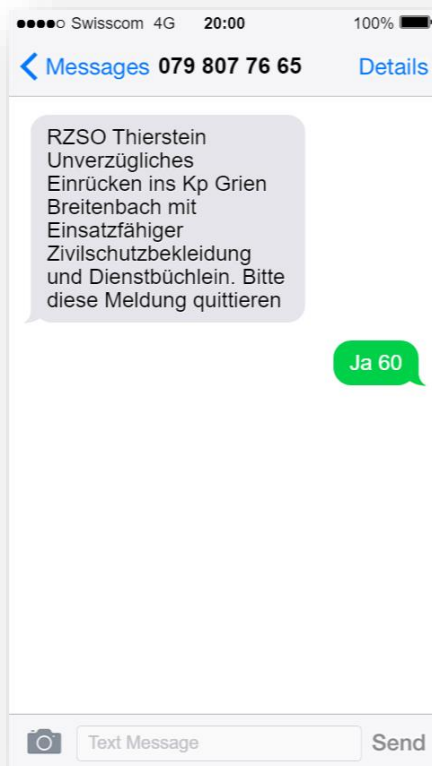 Swisscom 4G 20:00 100%
Messages 079 807 76 65 Details
RZSO Thierstein
Unverzügliches
Einrücken ins Kp Grien
Breitenbach mit
Einsatzfähiger
Zivilschutzbekleidung
und Dienstbüchlein. Bitte
diese Meldung quittieren
Ja 60
Text Message Send